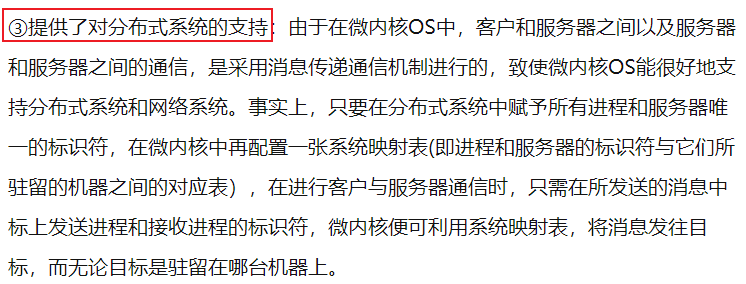 ③提供了对分布式系统的支持：由于在微内核OS中，客户和服务器之间以及服务器
和服务器之间的通信，是采用消息传递通信机制进行的，致使微内核OS能很好地支
持分布式系统和网络系统。事实上，只要在分布式系统中赋予所有进程和服务器唯
一的标识符，在微内核中再配置一张系统映射表(即进程和服务器的标识符与它们所
驻留的机器之间的对应表），在进行客户与服务器通信时，只需在所发送的消息中
标上发送进程和接收进程的标识符，微内核便可利用系统映射表，将消息发往目
标，而无论目标是驻留在哪台机器上。